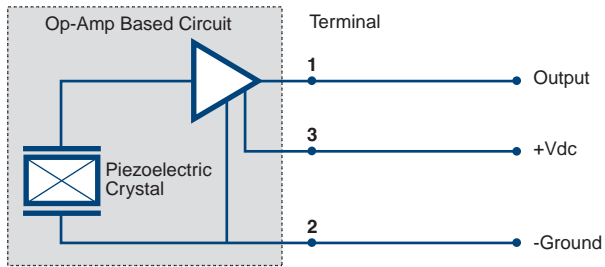 Op-Amp Based Circuit
Terminal
1
Output
3
+Vdc
Piezoelectric
Crystal
2
-Ground